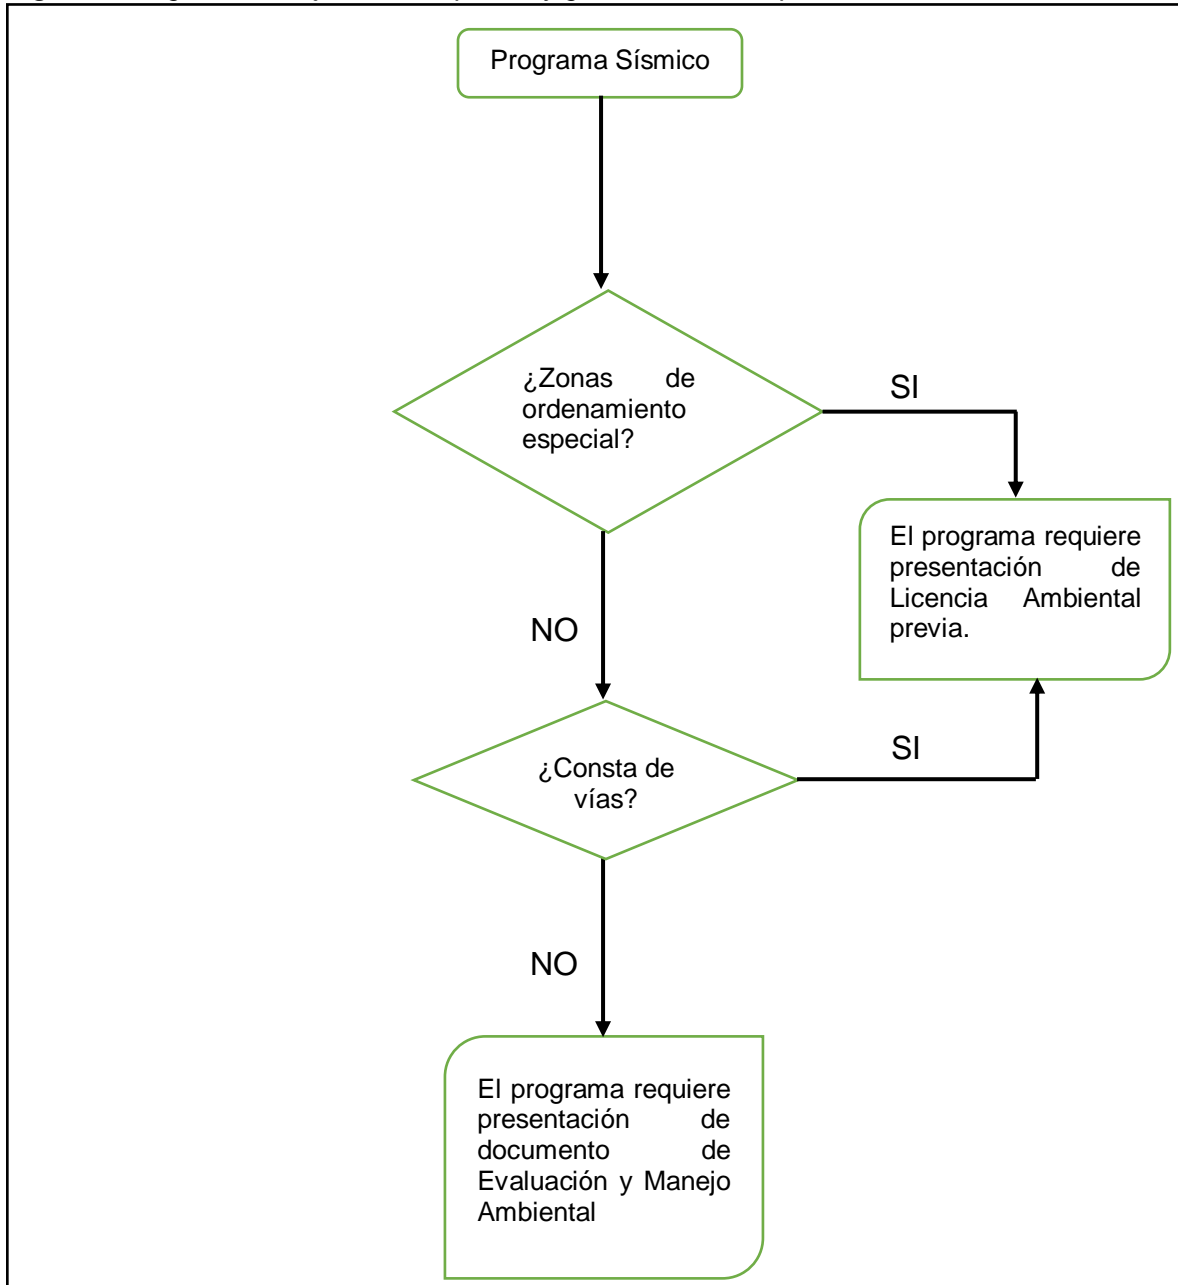 Programa Sísmico
¿Zonas de
ordenamiento
especial?
SI
El programa requiere
presentación de
Licencia Ambiental
previa.
NO
¿Consta de
vías?
SI
NO
El programa requiere
presentación de
documento de
Evaluación y Manejo
Ambiental